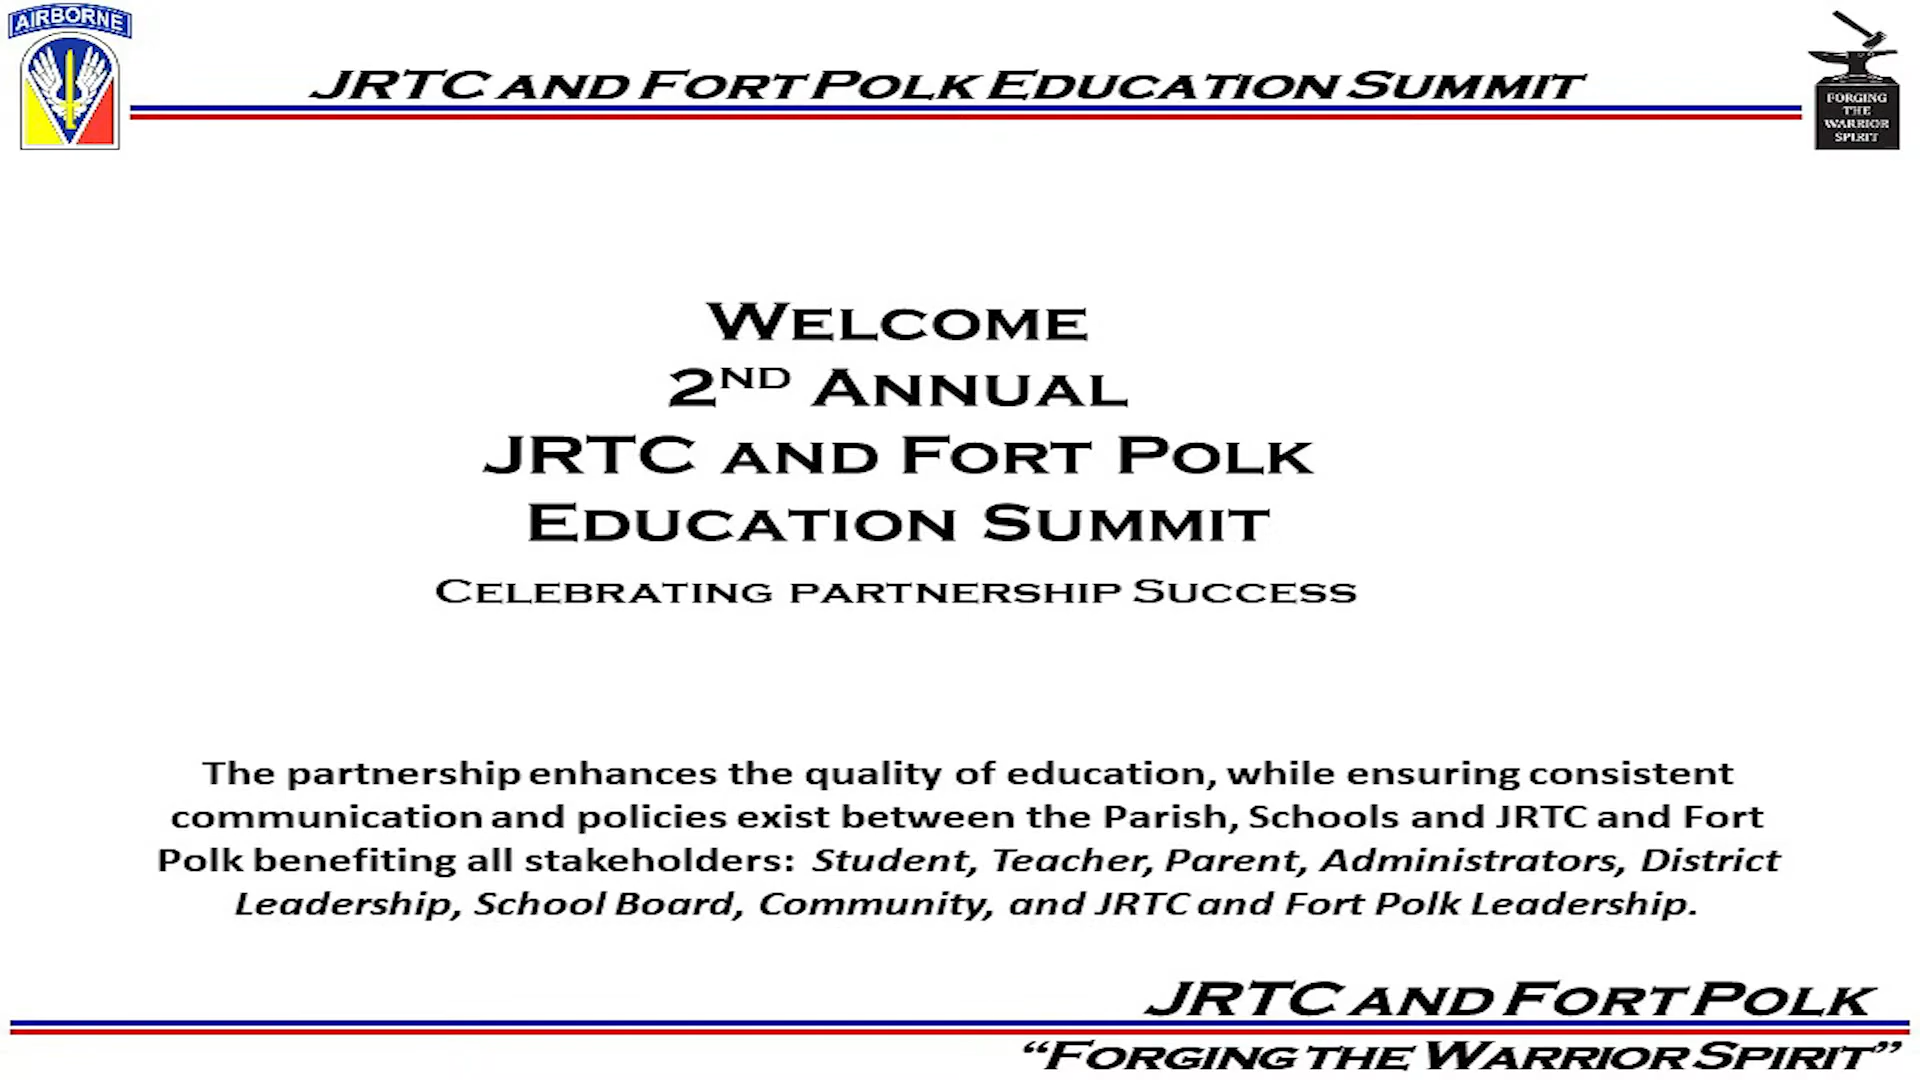 AIRBORNE
JRTC AND FORT POLK EDUCATION SUMMIT
FORGING
THE
WARRIOR
SPIRIT
WELCOME
2ND ANNUAL
JRTC AND FORT POLK
EDUCATION SUMMIT
CELEBRATING PARTNERSHIP SUCCESS
The partnership enhances the quality of education, while ensuring consistent
communication and policies exist between the Parish, Schools and JRTC and Fort
Polk benefiting all stakeholders: Student, Teacher, Parent, Administrators, District
Leadership, School Board, Community, and JRTC and Fort Polk Leadership.
JRTC AND FORT POLK
“FORGING THE WARRIOR SPIRIT”